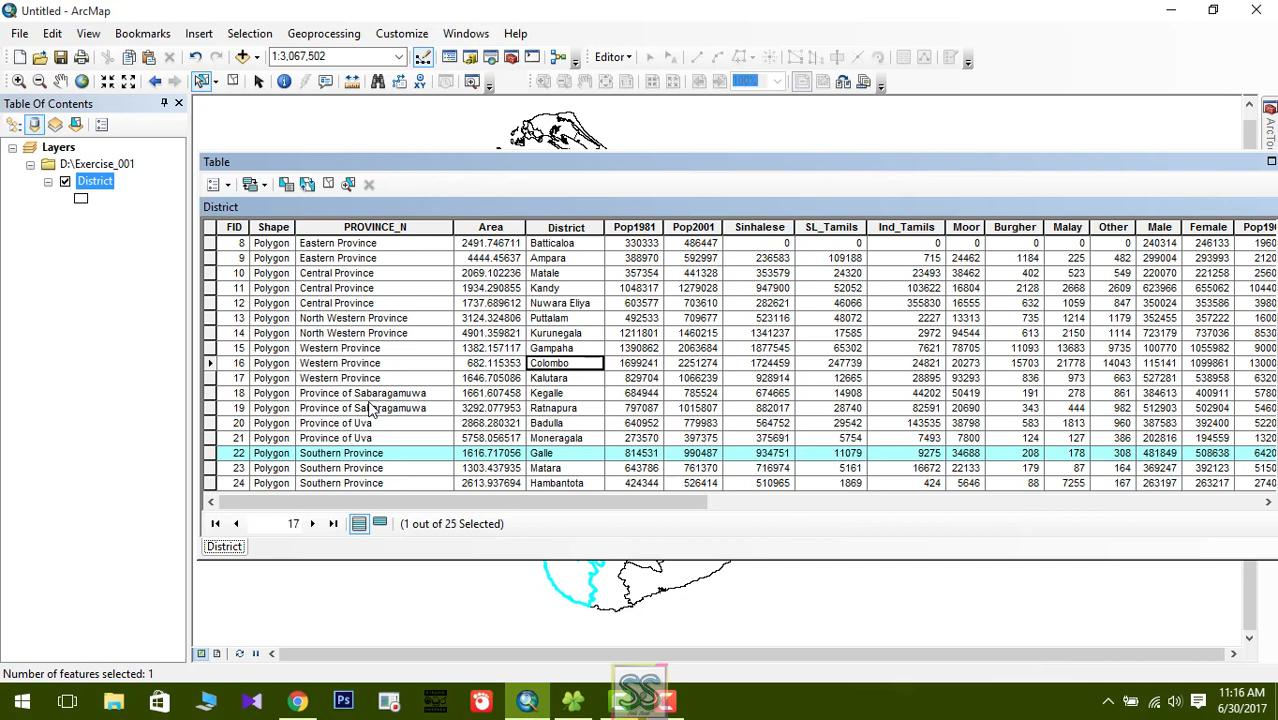 Untitled - ArcMap
File Edit View Bookmarks Insert Selection Geoprocessing Customize Windows Help
1:3,067,502 Editor
100%
Table Of Contents
Layers
D:\Exercise_001
District
Table
District
FID Shape PROVINCE_N Area District Pop1981 Pop2001 Sinhalese SL_Tamils Ind_Tamils Moor Burgher Malay Other Male Female
8 Polygon Eastern Province 2491.746711 Batticaloa 330333 486447 0 0 0 0 0 0 0 240314 246133 1960
9 Polygon Eastern Province 4444.45637 Ampara 388970 592997 236583 109188 715 24462 1184 225 482 299004 293993 2120
10 Polygon Central Province 2069.102236 Matale 357354 441328 353579 24320 23493 38462 402 523 549 220070 221258 2560
11 Polygon Central Province 1934.290855 Kandy 1048317 1279028 947900 52052 103622 16804 2128 2668 2609 623966 655062 10440
12 Polygon Central Province 1737.689612 Nuwara Eliya 603577 703610 282621 46066 355830 16555 632 1059 847 350024 353586 3980
13 Polygon North Western Province 3124.324806 Puttalam 492533 709677 523116 48072 2227 13313 735 1214 1179 352455 357222
14 Polygon North Western Province 4901.359821 Kurunegala 1211801 1460215 1341237 17585 2972 94544 613 2150 1114 723179 737036
15 Polygon Western Province 1382.157117 Gampaha 1390862 2063684 1877545 65302 7621 78705 11093 13683 9735 100770 1055982
16 Polygon Western Province 682.115353 Colombo 1699241 2251274 1724459 247739 24821 20273 15703 21778 14043 115141 1099861 13000
17 Polygon Western Province 1646.705086 Kalutara 829704 1066239 928914 12665 28895 93239 836 973 663 527281 538958 6320
18 Polygon Province of Sabaragamuwa 1661.607458 Kegalle 684944 785524 674665 14908 44202 50419 191 278 861 384613 400911 5780
19 Polygon Province of Sabaragamuwa 3292.077953 Ratnapura 797087 1015807 882017 28740 82591 20690 343 444 982 512903 502904
20 Polygon Province of Uva 2868.280321 Badulla 640952 779983 564752 29542 143535 38798 583 1813 960 387583 392400
21 Polygon Province of Uva 5758.056517 Moneragala 273570 397375 375691 5754 7493 7800 124 127 386 202816 194559
22 Polygon Southern Province 1616.717056 Galle 814531 990487 934751 11079 9275 34688 208 178 308 481849 508638 6420
23 Polygon Southern Province 1303.437935 Matara 643786 761370 716974 5161 16672 22133 179 87 164 369247 392123
24 Polygon Southern Province 2613.937694 Hambantota 424344 526414 510965 1869 424 5646 88 7255 167 263197 263217 2740
17 (1 out of 25 Selected)
District
Number of features selected: 1
SS
11:16 AM
6/30/2017